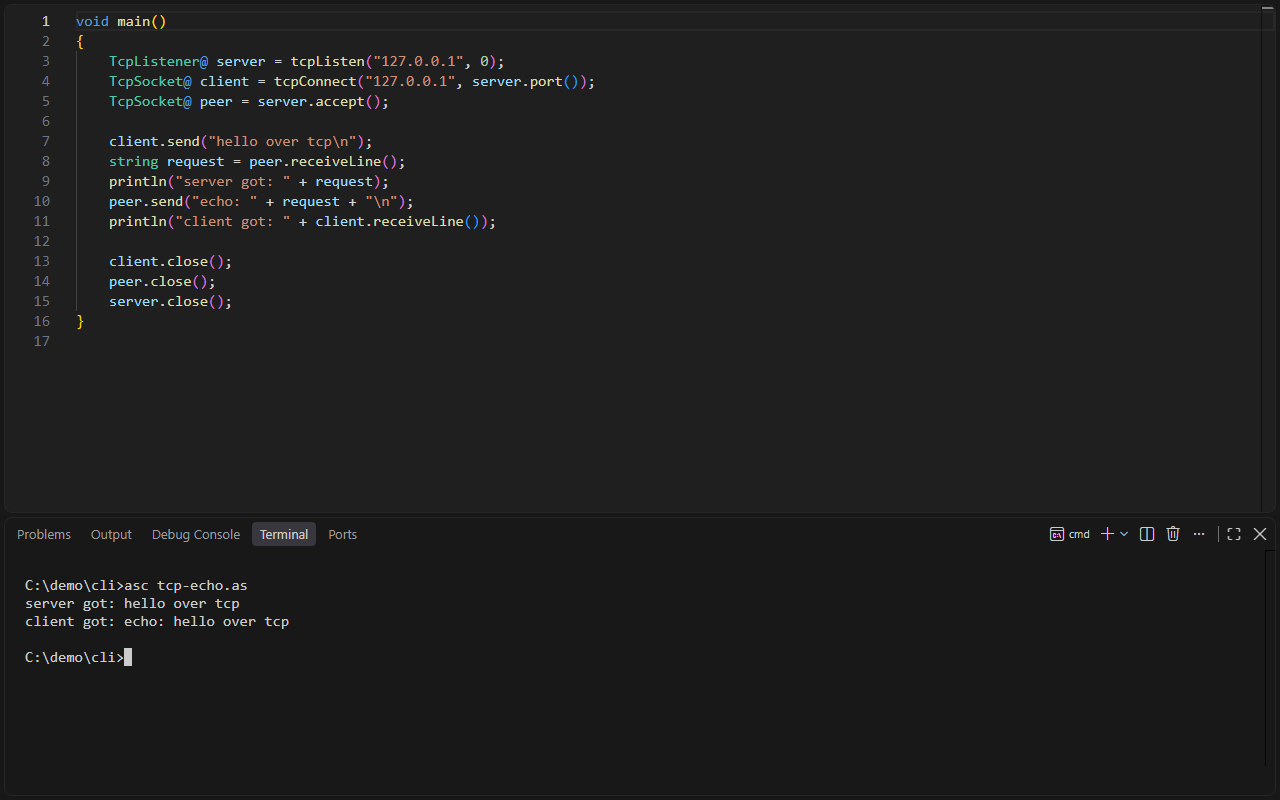 1 void main()
2 {
3     TcpListener@ server = tcpListen("127.0.0.1", 0);
4     TcpSocket@ client = tcpConnect("127.0.0.1", server.port());
5     TcpSocket@ peer = server.accept();
6
7     client.send("hello over tcp\n");
8     string request = peer.receiveLine();
9     println("server got: " + request);
10     peer.send("echo: " + request + "\n");
11     println("client got: " + client.receiveLine());
12
13     client.close();
14     peer.close();
15     server.close();
16 }
17
Problems Output Debug Console Terminal Ports cmd
C:\demo\cli>asc tcp-echo.as
server got: hello over tcp
client got: echo: hello over tcp
C:\demo\cli>